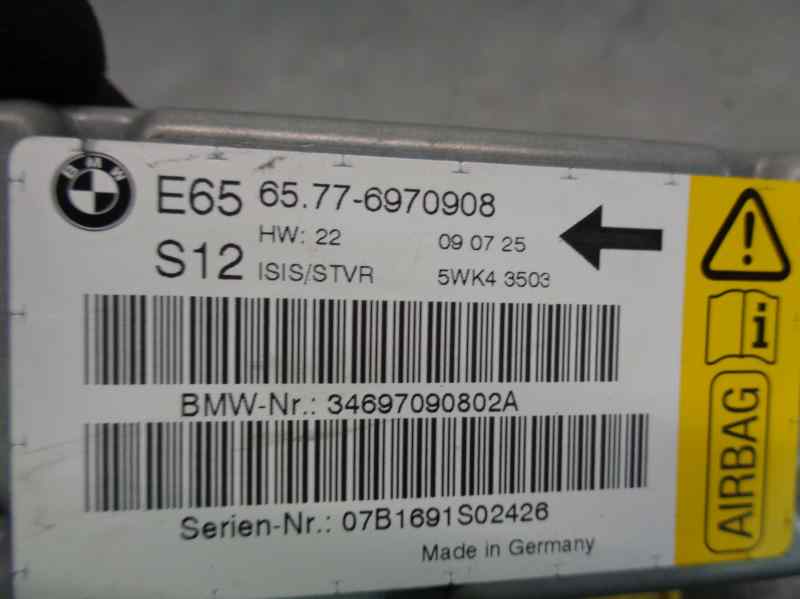 BMW
E65 65.77-6970908
HW: 22 09 07 25
S12 ISIS/STVR 5WK4 3503
BMW-Nr.: 34697090802A
Serien-Nr.: 07B1691S02426
Made in Germany
!
i
AIRBAG